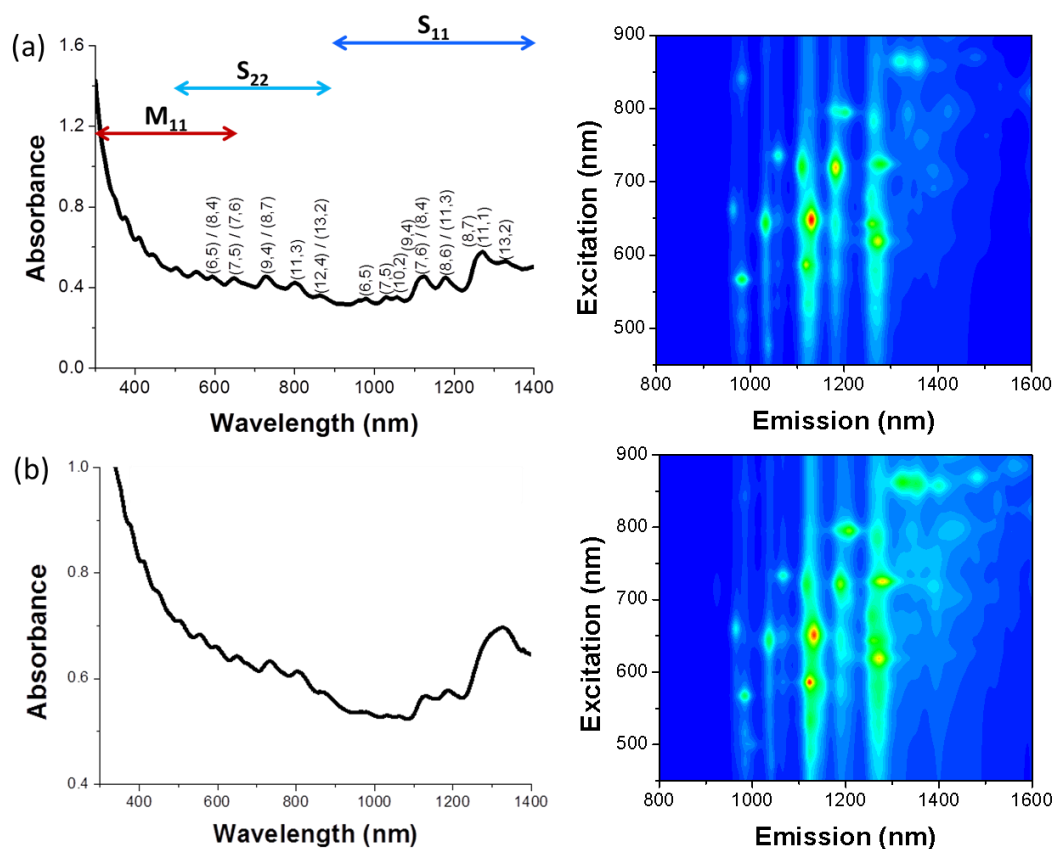 (a)
1.6
1.2
0.8
0.4
0.0
Absorbance
M11
S22
S11
(6,5) / (8,4)
(7,5) / (7,6)
(9,4) / (8,7)
(11,3)
(12,4) / (13,2)
(6,5)
(7,5)
(10,2)
(9,4)
(7,6) / (8,4)
(8,6) / (11,3)
(8,7)
(11,1)
(13,2)
400 600 800 1000 1200 1400
Wavelength (nm)
900
800
700
600
500
Excitation (nm)
800 1000 1200 1400 1600
Emission (nm)
(b)
1.0
0.8
0.6
0.4
Absorbance
400 600 800 1000 1200 1400
Wavelength (nm)
900
800
700
600
500
Excitation (nm)
800 1000 1200 1400 1600
Emission (nm)